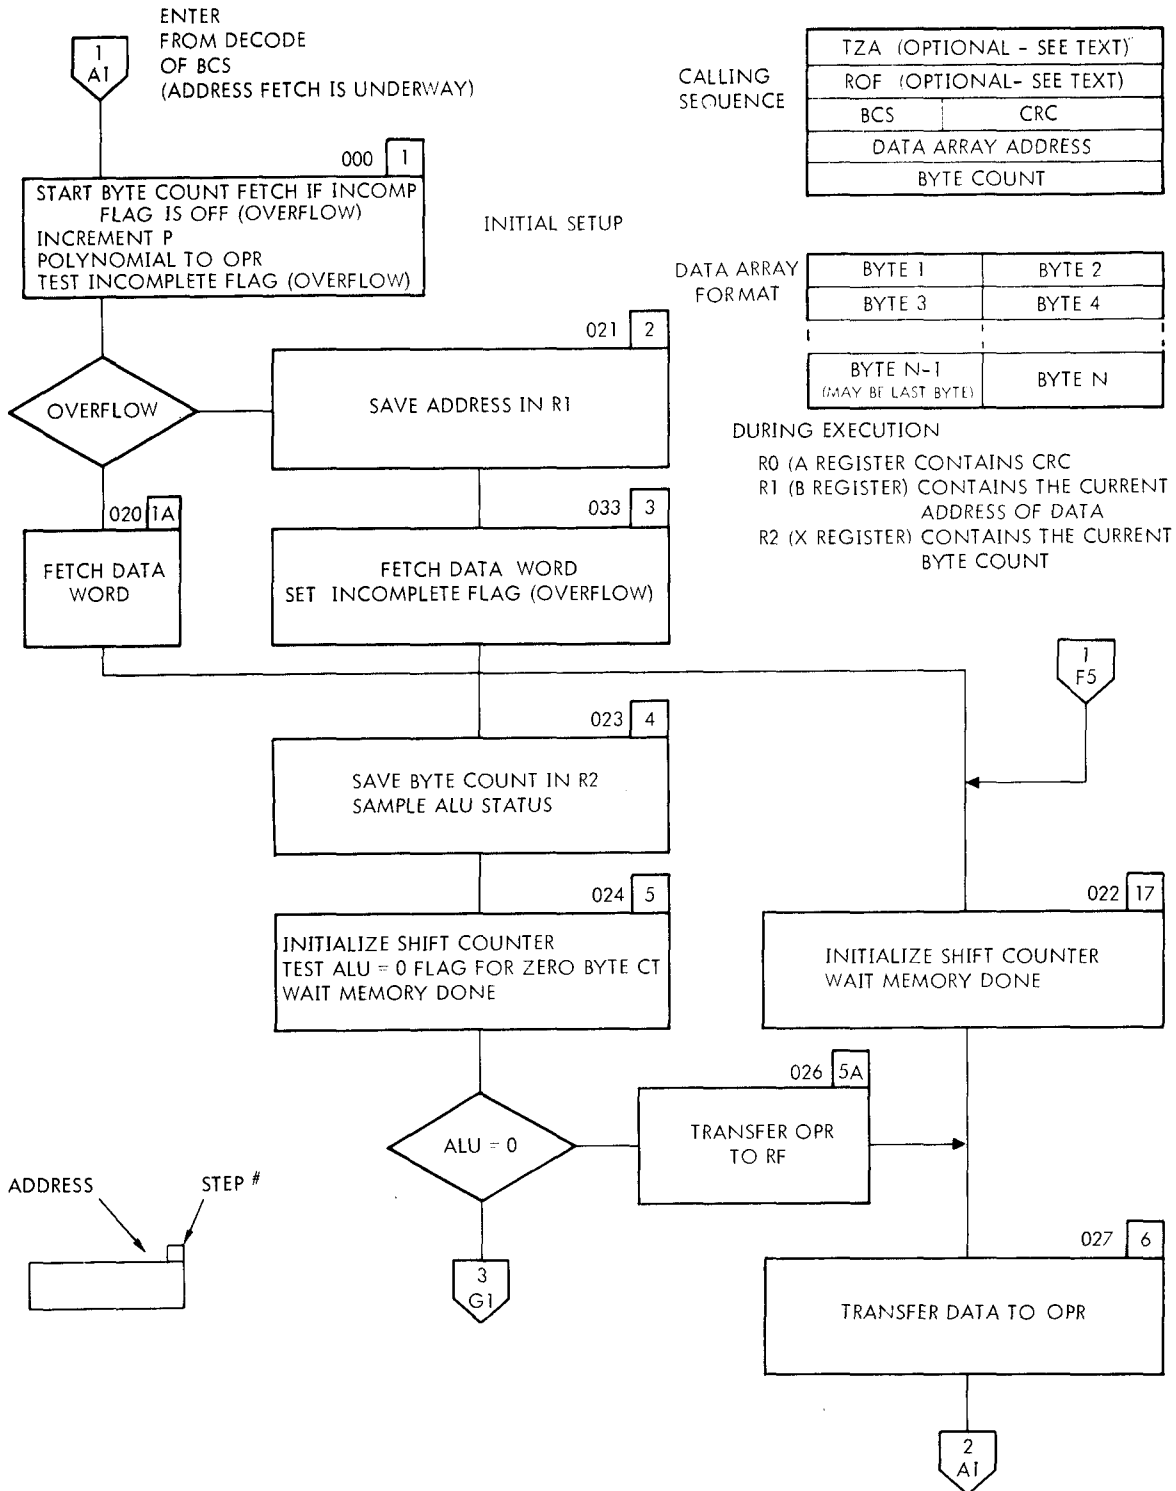 1
A1
ENTER
FROM DECODE
OF BCS
(ADDRESS FETCH IS UNDERWAY)
CALLING
SEQUENCE
TZA (OPTIONAL - SEE TEXT)
ROF (OPTIONAL- SEE TEXT)
BCS CRC
DATA ARRAY ADDRESS
BYTE COUNT
000 1
START BYTE COUNT FETCH IF INCOMP
FLAG IS OFF (OVERFLOW)
INCREMENT P
POLYNOMIAL TO OPR
TEST INCOMPLETE FLAG (OVERFLOW)
INITIAL SETUP
DATA ARRAY
FORMAT
BYTE 1 BYTE 2
BYTE 3 BYTE 4
BYTE N-1
(MAY BE LAST BYTE)
BYTE N
021 2
SAVE ADDRESS IN R1
OVERFLOW
DURING EXECUTION
R0 (A REGISTER CONTAINS CRC
R1 (B REGISTER) CONTAINS THE CURRENT
ADDRESS OF DATA
R2 (X REGISTER) CONTAINS THE CURRENT
BYTE COUNT
020 1A
FETCH DATA
WORD
033 3
FETCH DATA WORD
SET INCOMPLETE FLAG (OVERFLOW)
1
F5
023 4
SAVE BYTE COUNT IN R2
SAMPLE ALU STATUS
024 5
INITIALIZE SHIFT COUNTER
TEST ALU = 0 FLAG FOR ZERO BYTE CT
WAIT MEMORY DONE
022 17
INITIALIZE SHIFT COUNTER
WAIT MEMORY DONE
ALU = 0
026 5A
TRANSFER OPR
TO RF
ADDRESS STEP #
3
G1
027 6
TRANSFER DATA TO OPR
2
A1